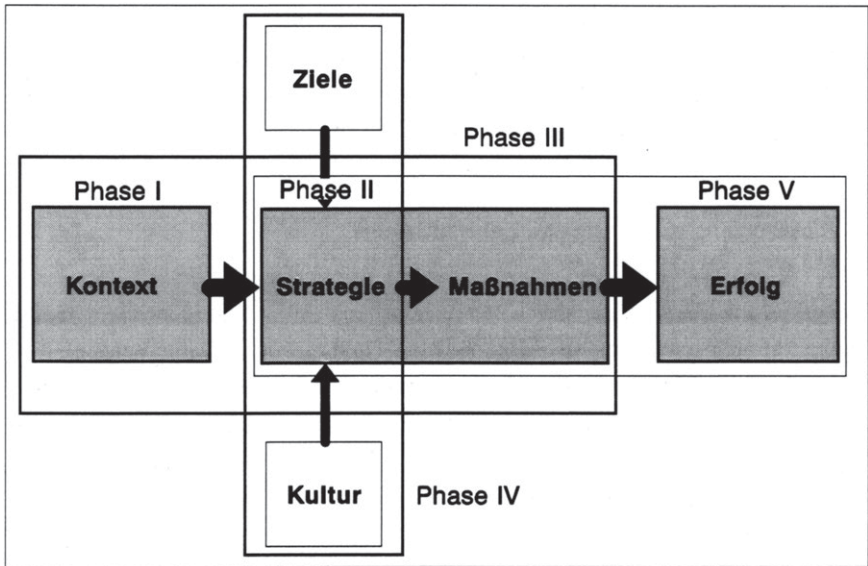 Ziele
Phase III
Phase I
Phase II
Phase V
Kontext
Strategie
Maßnahmen
Erfolg
Kultur
Phase IV